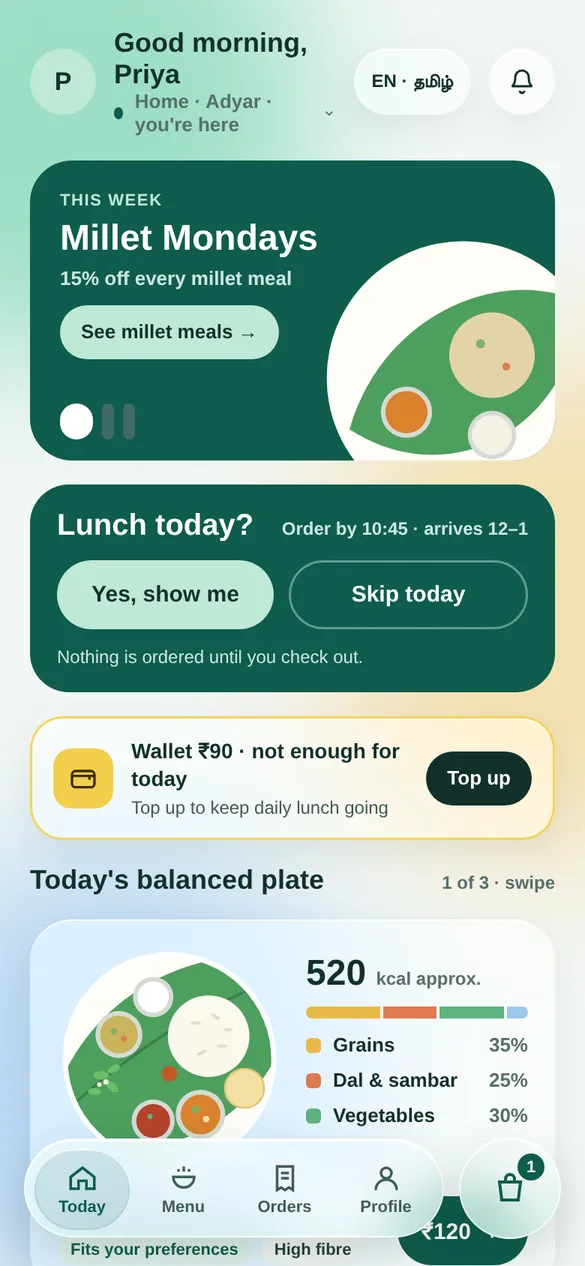 Good morning,
Priya
P
Home · Adyar ·
you're here
EN · தமிழ்
THIS WEEK
Millet Mondays
15% off every millet meal
See millet meals →
Lunch today?
Order by 10:45 · arrives 12–1
Yes, show me
Skip today
Nothing is ordered until you check out.
Wallet ₹90 · not enough for
today
Top up to keep daily lunch going
Top up
Today's balanced plate
1 of 3 · swipe
520 kcal approx.
Grains 35%
Dal & sambar 25%
Vegetables 30%
Today
Menu
Orders
Profile
1
₹120
Fits your preferences
High fibre